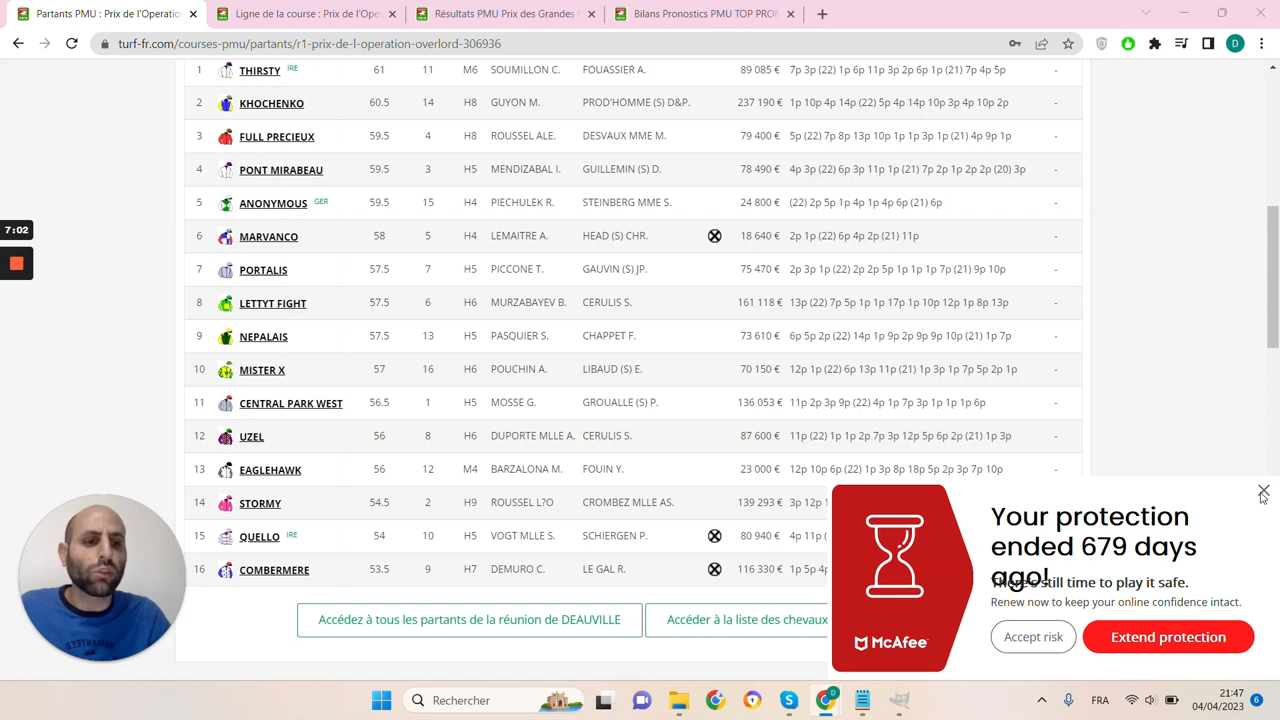 Partants PMU : Prix de l'Operation
Ligne de la course : Prix de l'Ope
Résultats PMU Prix des Grandes
Bilans Pronostics PMU TOP PRO
turf-fr.com/courses-pmu/partants/r1-prix-de-l-operation-overlord-306936
1 THIRSTY IRE 61 11 M6 SOUMILLON C. FOUASSIER A. 89 085 € 7p 3p (22) 1p 6p 11p 3p 2p 6p 1p (21) 7p 4p 5p -
2 KHOCHENKO 60.5 14 H8 GUYON M. PROD'HOMME (S) D&P. 237 190 € 1p 10p 4p 14p (22) 5p 4p 14p 10p 3p 4p 10p 2p -
3 FULL PRECIEUX 59.5 4 H8 ROUSSEL ALE. DESVAUX MME M. 79 400 € 5p (22) 7p 8p 13p 10p 1p 1p 3p 1p (21) 4p 9p 1p -
4 PONT MIRABEAU 59.5 3 H5 MENDIZABAL I. GUILLEMIN (S) D. 78 490 € 4p 3p (22) 6p 3p 11p 1p (21) 7p 2p 1p 2p 2p (20) 3p -
5 ANONYMOUS GER 59.5 15 H4 PIECHULEK R. STEINBERG MME S. 24 800 € (22) 2p 5p 1p 4p 1p 4p 6p (21) 6p -
6 MARVANCO 58 5 H4 LEMAITRE A. HEAD (S) CHR. 18 640 € 2p 1p (22) 6p 4p 2p (21) 11p -
7 PORTALIS 57.5 7 H5 PICCONE T. GAUVIN (S) JP. 75 470 € 2p 3p 1p (22) 2p 2p 5p 1p 1p 1p 7p (21) 9p 10p -
8 LETTYT FIGHT 57.5 6 H6 MURZABAYEV B. CERULIS S. 161 118 € 13p (22) 7p 5p 1p 1p 17p 1p 10p 12p 1p 8p 13p -
9 NEPALAIS 57.5 13 H5 PASQUIER S. CHAPPET F. 73 610 € 6p 5p 2p (22) 14p 1p 9p 2p 9p 9p 10p (21) 1p 7p -
10 MISTER X 57 16 H6 POUCHIN A. LIBAUD (S) E. 70 150 € 12p 1p (22) 6p 13p 11p (21) 1p 3p 1p 7p 5p 2p 1p -
11 CENTRAL PARK WEST 56.5 1 H5 MOSSE G. GROUALLE (S) P. 136 053 € 11p 2p 3p 9p (22) 4p 1p 7p 3p 1p 1p 1p 6p -
12 UZEL 56 8 H6 DUPORTE MLLE A. CERULIS S. 87 600 € 11p (22) 1p 1p 2p 7p 3p 12p 5p 6p 2p (21) 1p 3p -
13 EAGLEHAWK 56 12 M4 BARZALONA M. FOUIN Y. 23 000 € 12p 10p 6p (22) 1p 3p 8p 18p 5p 2p 3p 7p 10p -
14 STORMY 54.5 2 H9 ROUSSEL L?O CROMBEZ MLLE AS. 139 293 € 3p 12p
15 QUELLO IRE 54 10 H5 VOGT MLLE S. SCHIERGEN P. 80 940 € 4p 11p
16 COMBERMERE 53.5 9 H7 DEMURO C. LE GAL R. 116 330 € 1p 5p
7:02
Accédez à tous les partants de la réunion de DEAUVILLE
Accéder à la liste des chevaux
Your protection
ended 679 days
ago!
There's still time to play it safe.
Renew now to keep your online confidence intact.
Accept risk
Extend protection
McAfee
Rechercher
FRA
21:47
04/04/2023
6
D
D